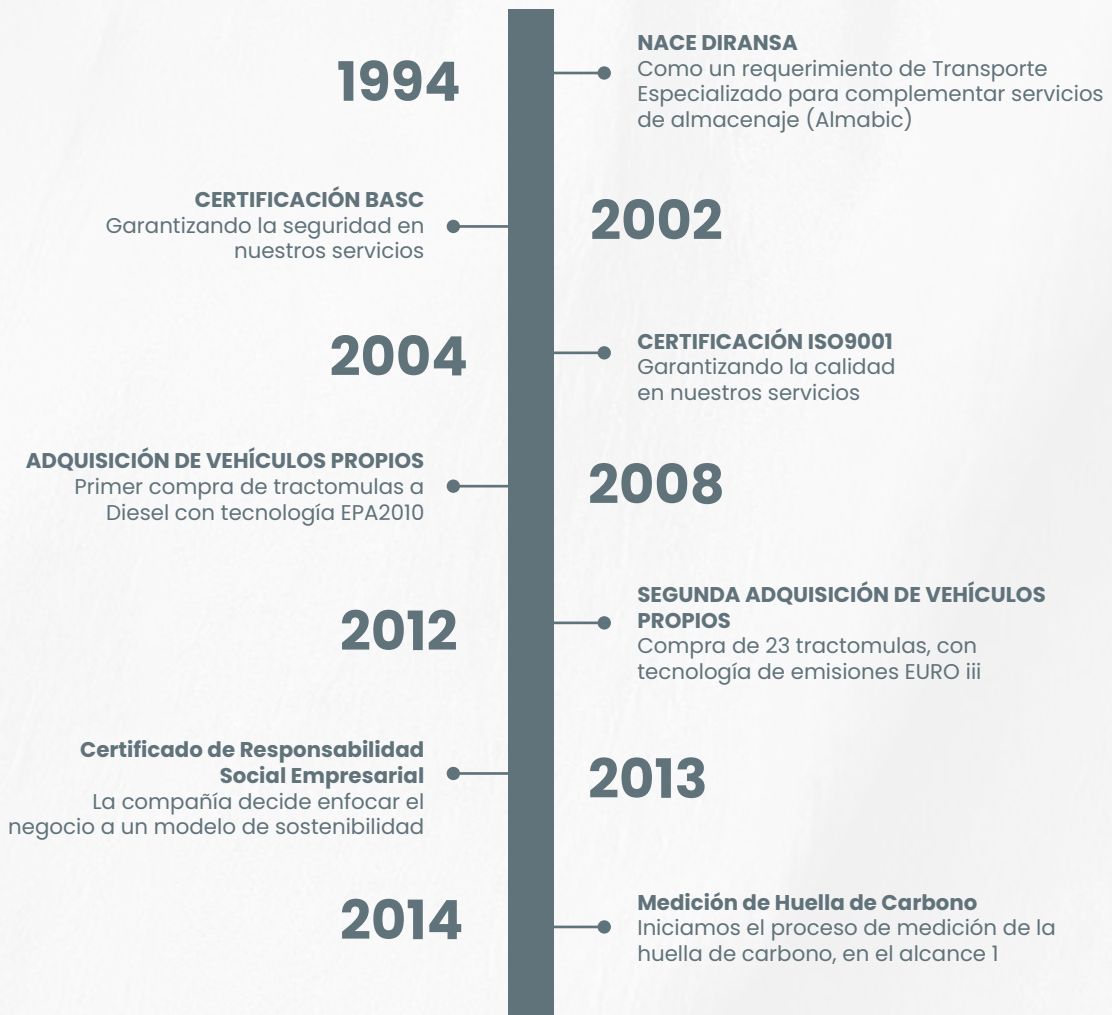 1994
NACE DIRANSA
Como un requerimiento de Transporte
Especializado para complementar servicios
de almacenaje (Almabic)
CERTIFICACIÓN BASC
Garantizando la seguridad en
nuestros servicios
2002
2004
CERTIFICACIÓN ISO9001
Garantizando la calidad
en nuestros servicios
ADQUISICIÓN DE VEHÍCULOS PROPIOS
Primer compra de tractomulas a
Diesel con tecnología EPA2010
2008
2012
SEGUNDA ADQUISICIÓN DE VEHÍCULOS
PROPIOS
Compra de 23 tractomulas, con
tecnología de emisiones EURO iii
Certificado de Responsabilidad
Social Empresarial
La compañía decide enfocar el
negocio a un modelo de sostenibilidad
2013
2014
Medición de Huella de Carbono
Iniciamos el proceso de medición de la
huella de carbono, en el alcance 1